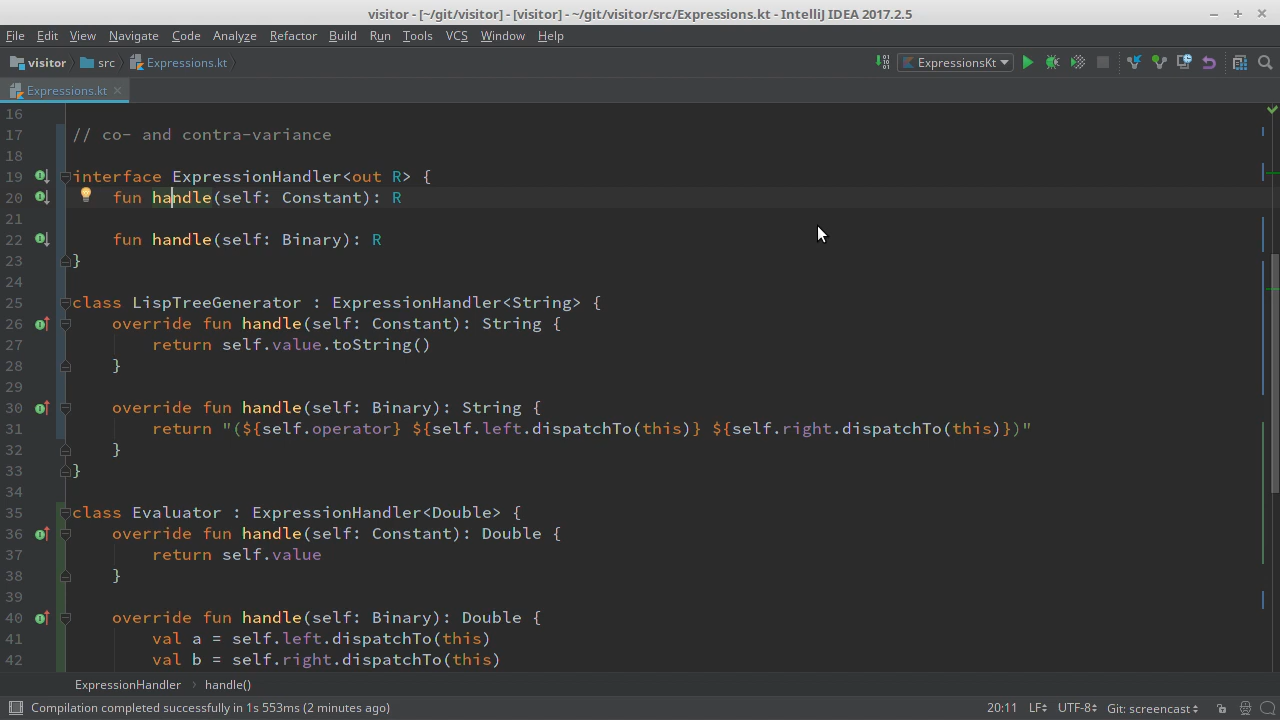 visitor - [~/git/visitor] - [visitor] - ~/git/visitor/src/Expressions.kt - IntelliJ IDEA 2017.2.5
File Edit View Navigate Code Analyze Refactor Build Run Tools VCS Window Help
visitor src Expressions.kt ExpressionsKt
Expressions.kt
16
17 // co- and contra-variance
18
19 interface ExpressionHandler<out R> {
20     fun handle(self: Constant): R
21
22     fun handle(self: Binary): R
23 }
24
25 class LispTreeGenerator : ExpressionHandler<String> {
26     override fun handle(self: Constant): String {
27         return self.value.toString()
28     }
29
30     override fun handle(self: Binary): String {
31         return "(${self.operator} ${self.left.dispatchTo(this)} ${self.right.dispatchTo(this)})"
32     }
33 }
34
35 class Evaluator : ExpressionHandler<Double> {
36     override fun handle(self: Constant): Double {
37         return self.value
38     }
39
40     override fun handle(self: Binary): Double {
41         val a = self.left.dispatchTo(this)
42         val b = self.right.dispatchTo(this)
ExpressionHandler › handle()
Compilation completed successfully in 1s 553ms (2 minutes ago) 20:11 LF UTF-8 Git: screencast